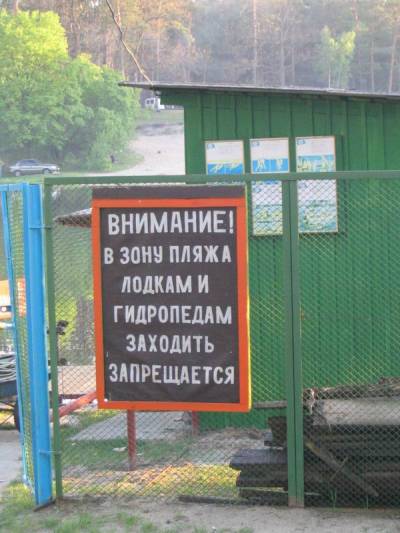 ВНИМАНИЕ!
В ЗОНУ ПЛЯЖА
ЛОДКАМ И
ГИДРОПЕДАМ
ЗАХОДИТЬ
ЗАПРЕЩАЕТСЯ